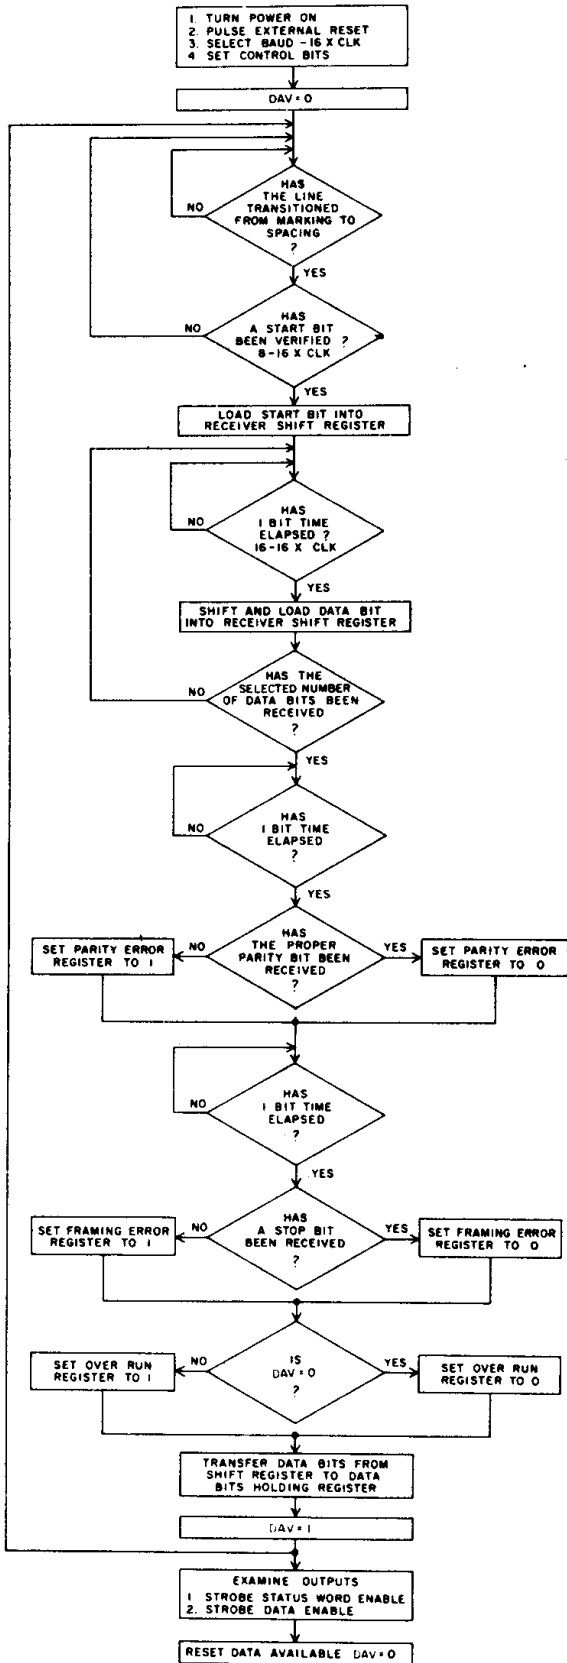 1. TURN POWER ON
2. PULSE EXTERNAL RESET
3. SELECT BAUD - 16 X CLK
4 SET CONTROL BITS
DAV = 0
HAS
THE LINE
TRANSITIONED
FROM MARKING TO
SPACING
?
NO
YES
HAS
A START BIT
BEEN VERIFIED ?
8-16 X CLK
NO
YES
LOAD START BIT INTO
RECEIVER SHIFT REGISTER
HAS
1 BIT TIME
ELAPSED ?
16-16 X CLK
NO
YES
SHIFT AND LOAD DATA BIT
INTO RECEIVER SHIFT REGISTER
HAS THE
SELECTED NUMBER
OF DATA BITS BEEN
RECEIVED
?
NO
YES
HAS
1 BIT TIME
ELAPSED
?
NO
YES
HAS
THE PROPER
PARITY BIT BEEN
RECEIVED
?
NO
YES
SET PARITY ERROR
REGISTER TO 1
SET PARITY ERROR
REGISTER TO 0
HAS
1 BIT TIME
ELAPSED
?
NO
YES
HAS
A STOP BIT
BEEN RECEIVED
?
NO
YES
SET FRAMING ERROR
REGISTER TO 1
SET FRAMING ERROR
REGISTER TO 0
IS
DAV = 0
?
NO
YES
SET OVER RUN
REGISTER TO 1
SET OVER RUN
REGISTER TO 0
TRANSFER DATA BITS FROM
SHIFT REGISTER TO DATA
BITS HOLDING REGISTER
DAV = 1
EXAMINE OUTPUTS
1 STROBE STATUS WORD ENABLE
2. STROBE DATA ENABLE
RESET DATA AVAILABLE DAV = 0